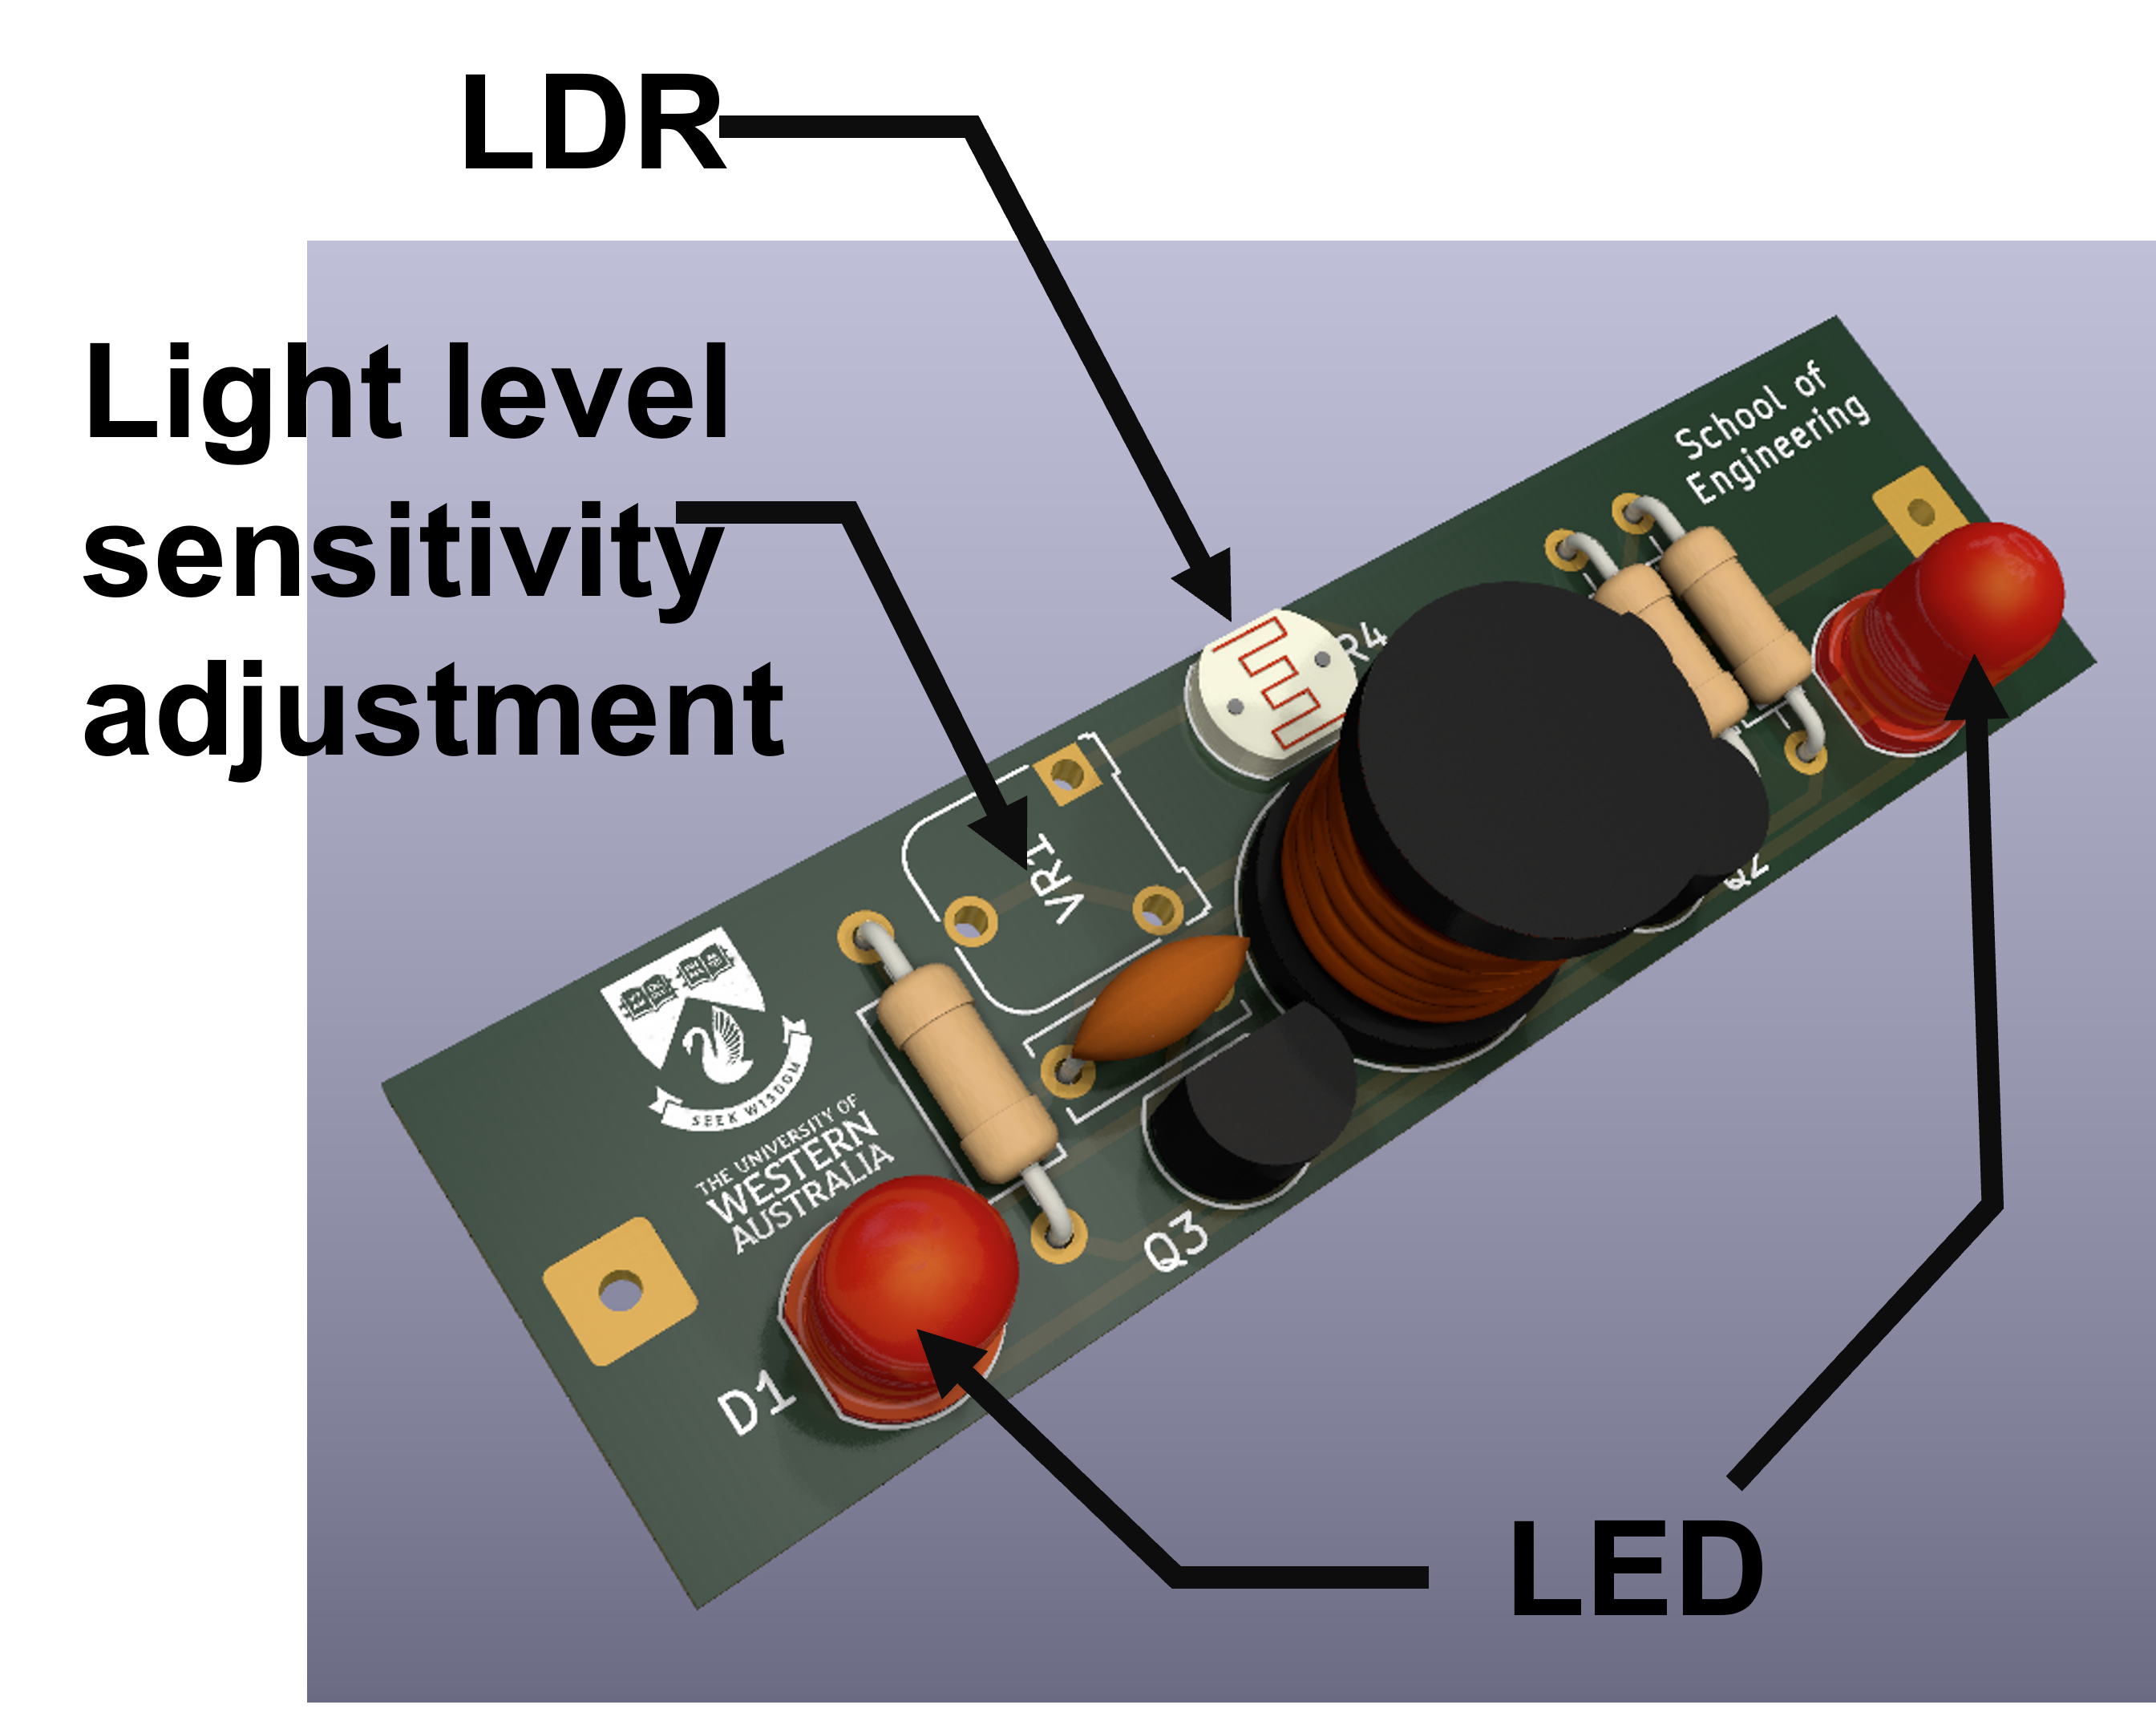 LDR
Light level
sensitivity
adjustment
School of
Engineering
R4
VR1
Q2
SEEK WISDOM
THE UNIVERSITY OF
WESTERN
AUSTRALIA
Q3
D1
LED